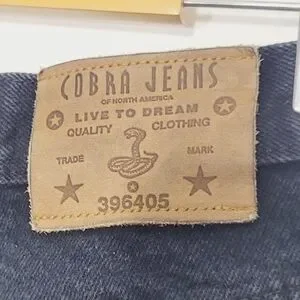 COBRA JEANS
OF NORTH AMERICA
LIVE TO DREAM
QUALITY CLOTHING
TRADE MARK
396405